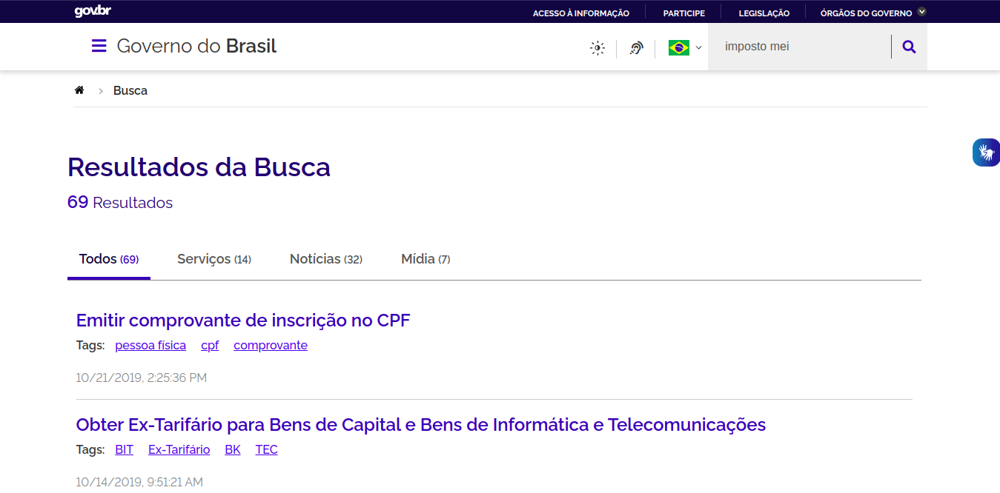 gov.br ACESSO À INFORMAÇÃO PARTICIPE LEGISLAÇÃO ÓRGÃOS DO GOVERNO
Governo do Brasil imposto mei
Busca
Resultados da Busca
69 Resultados
Todos (69) Serviços (14) Notícias (32) Mídia (7)
Emitir comprovante de inscrição no CPF
Tags: pessoa física cpf comprovante
10/21/2019, 2:25:36 PM
Obter Ex-Tarifário para Bens de Capital e Bens de Informática e Telecomunicações
Tags: BIT Ex-Tarifário BK TEC
10/14/2019, 9:51:21 AM